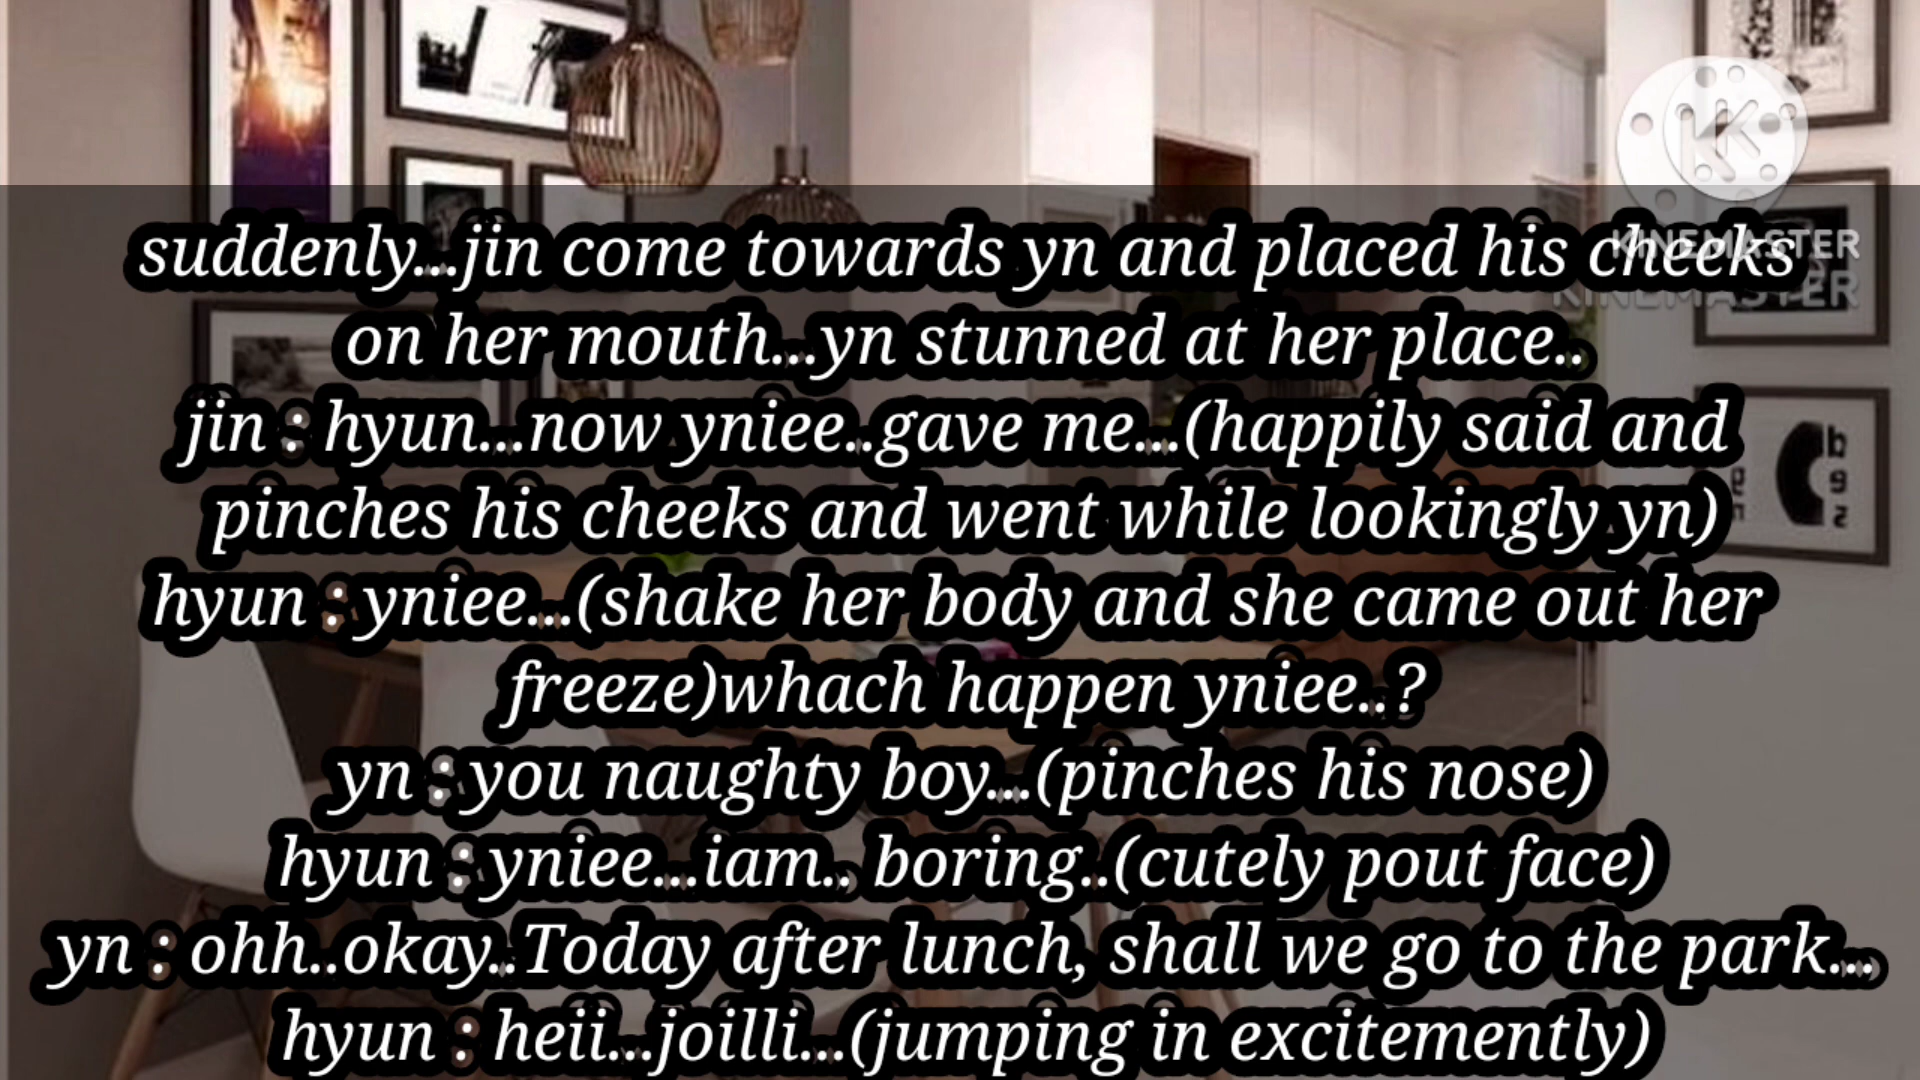 suddenly...jin come towards yn and placed his cheeks
on her mouth...yn stunned at her place..
jin : hyun...now yniee..gave me...(happily said and
pinches his cheeks and went while lookingly yn)
hyun : yniee...(shake her body and she came out her
freeze)whach happen yniee..?
yn : you naughty boy...(pinches his nose)
hyun : yniee...iam.. boring..(cutely pout face)
yn : ohh..okay..Today after lunch, shall we go to the park...
hyun : heii...joilli...(jumping in excitemently)
KINEMASTER
KINEMASTER